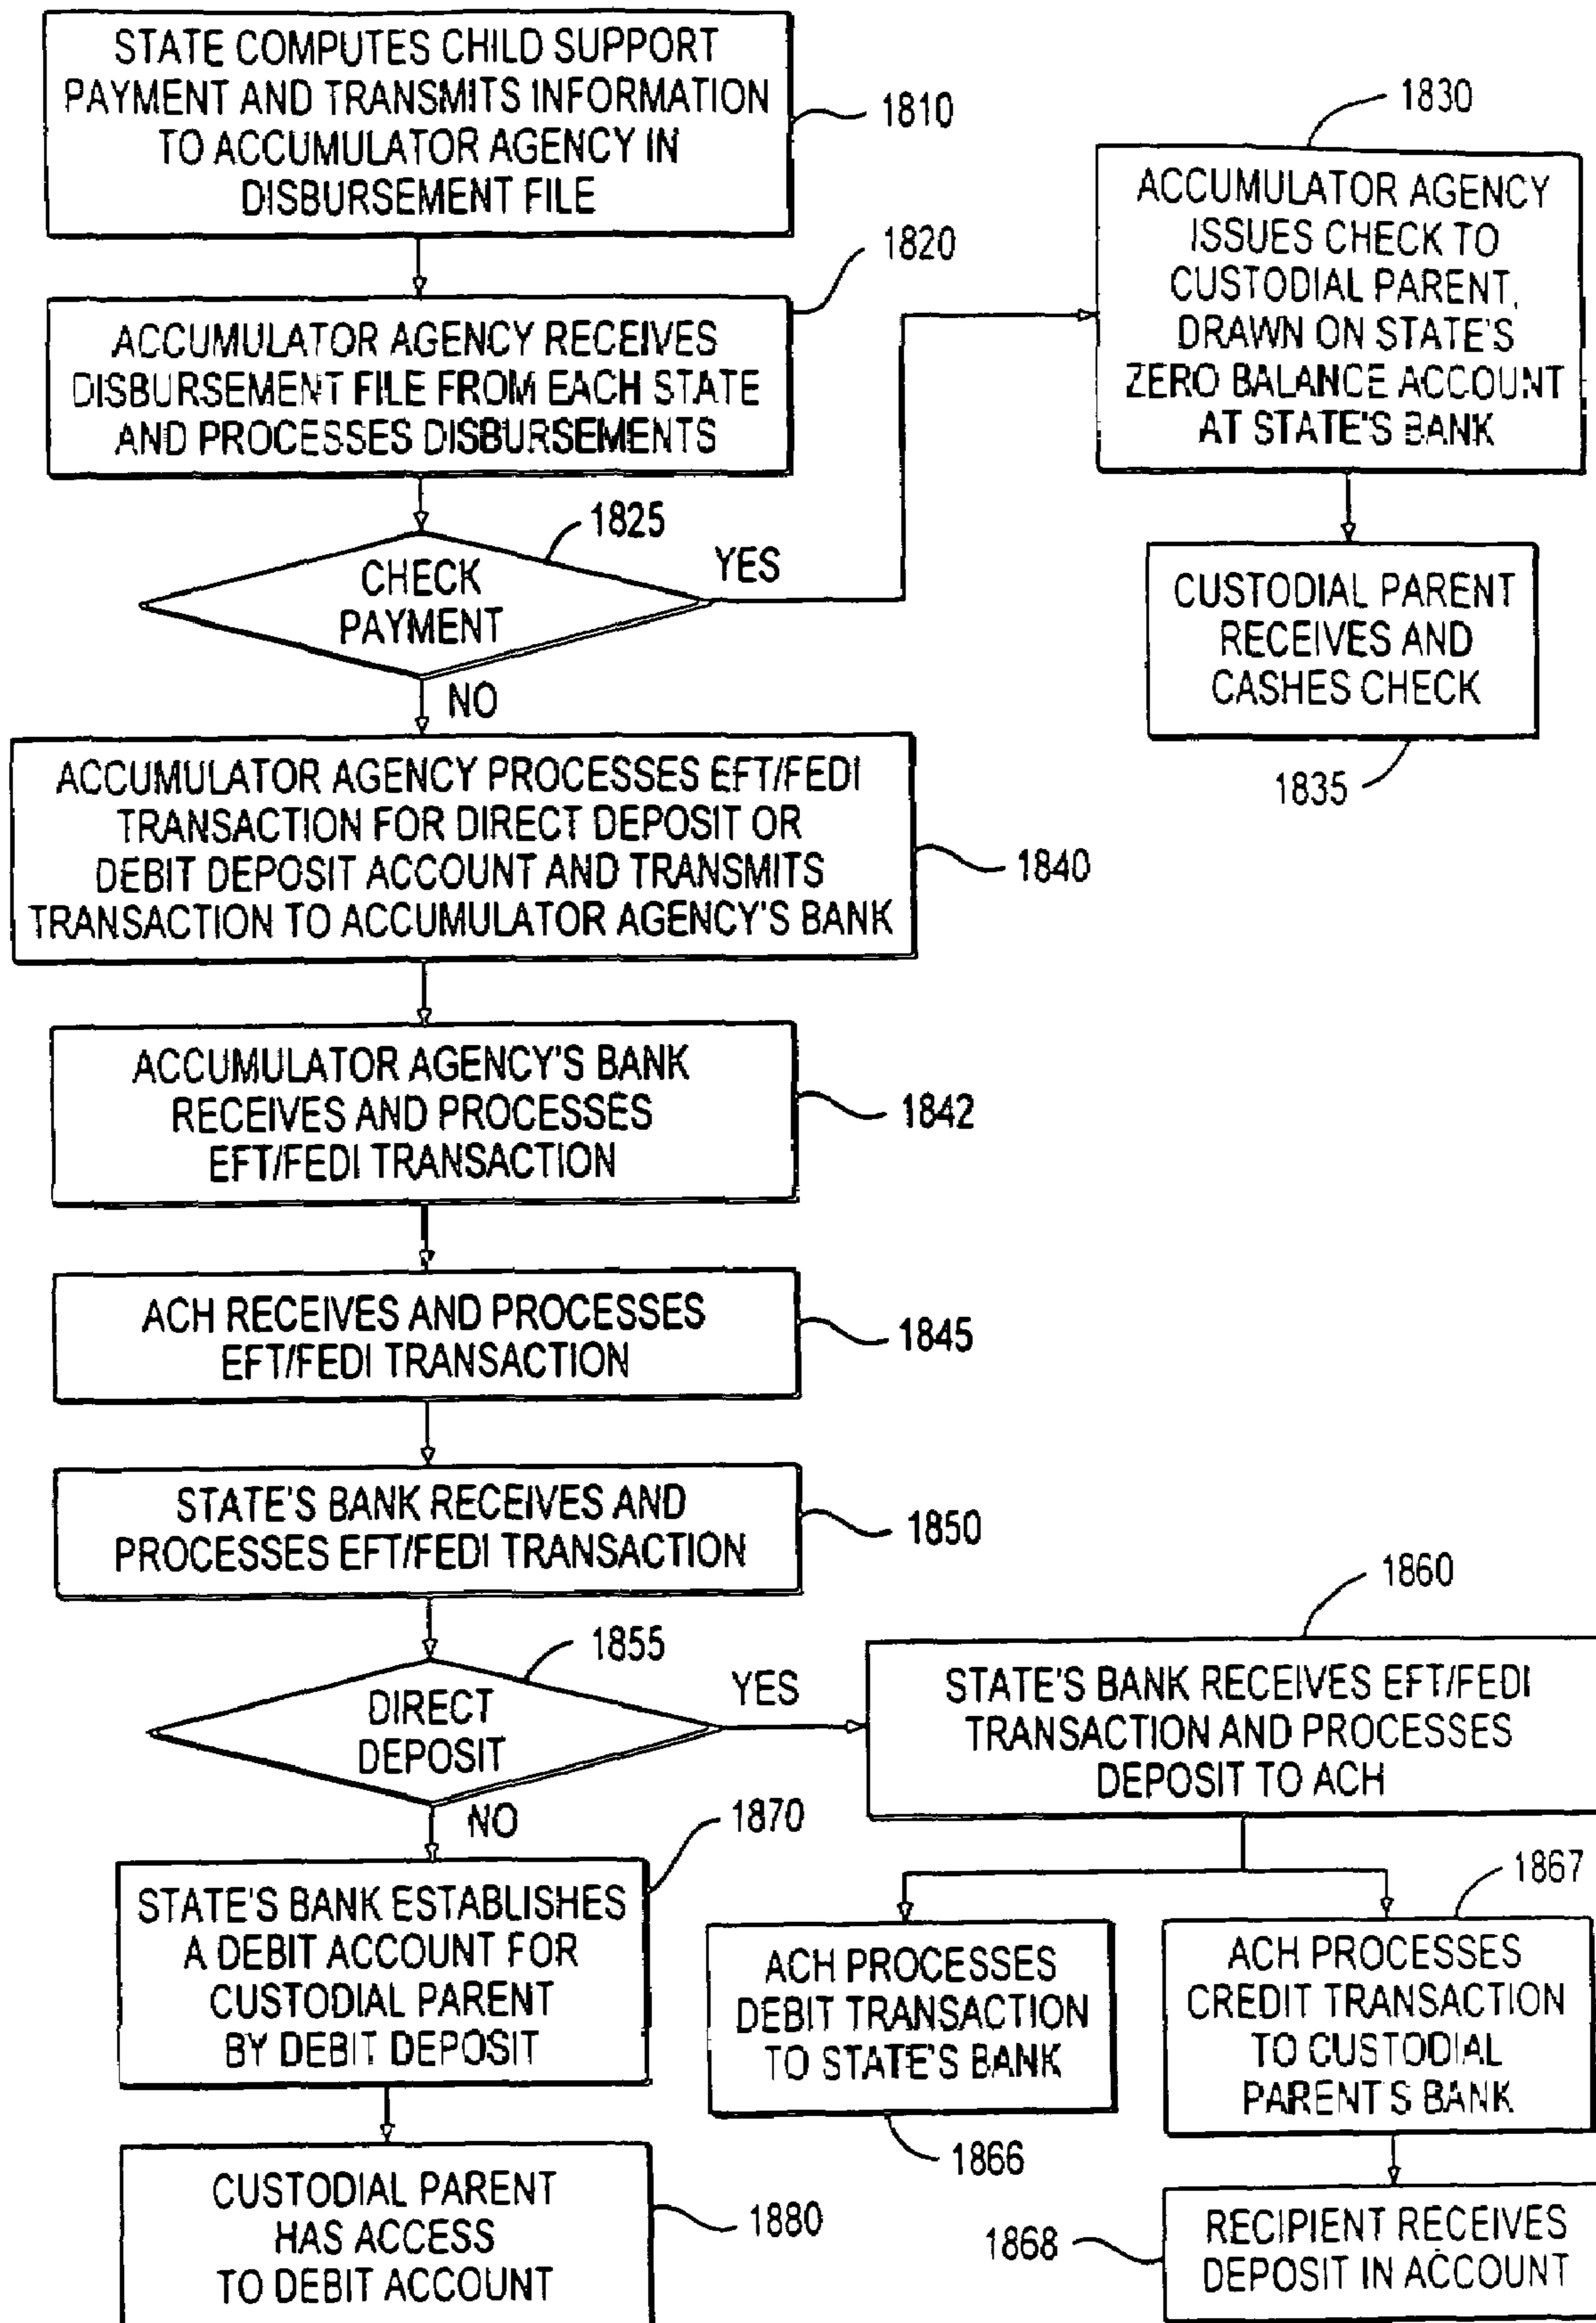 STATE COMPUTES CHILD SUPPORT
PAYMENT AND TRANSMITS INFORMATION
TO ACCUMULATOR AGENCY IN
DISBURSEMENT FILE
1810
1820
ACCUMULATOR AGENCY RECEIVES
DISBURSEMENT FILE FROM EACH STATE
AND PROCESSES DISBURSEMENTS
1825
CHECK
PAYMENT
YES
NO
1830
ACCUMULATOR AGENCY
ISSUES CHECK TO
CUSTODIAL PARENT,
DRAWN ON STATE'S
ZERO BALANCE ACCOUNT
AT STATE'S BANK
CUSTODIAL PARENT
RECEIVES AND
CASHES CHECK
1835
ACCUMULATOR AGENCY PROCESSES EFT/FEDI
TRANSACTION FOR DIRECT DEPOSIT OR
DEBIT DEPOSIT ACCOUNT AND TRANSMITS
TRANSACTION TO ACCUMULATOR AGENCY'S BANK
1840
ACCUMULATOR AGENCY'S BANK
RECEIVES AND PROCESSES
EFT/FEDI TRANSACTION
1842
ACH RECEIVES AND PROCESSES
EFT/FEDI TRANSACTION
1845
STATE'S BANK RECEIVES AND
PROCESSES EFT/FEDI TRANSACTION
1850
1855
DIRECT
DEPOSIT
YES
NO
1860
STATE'S BANK RECEIVES EFT/FEDI
TRANSACTION AND PROCESSES
DEPOSIT TO ACH
1870
STATE'S BANK ESTABLISHES
A DEBIT ACCOUNT FOR
CUSTODIAL PARENT
BY DEBIT DEPOSIT
CUSTODIAL PARENT
HAS ACCESS
TO DEBIT ACCOUNT
1880
ACH PROCESSES
DEBIT TRANSACTION
TO STATE'S BANK
1866
1867
ACH PROCESSES
CREDIT TRANSACTION
TO CUSTODIAL
PARENT'S BANK
1868
RECIPIENT RECEIVES
DEPOSIT IN ACCOUNT